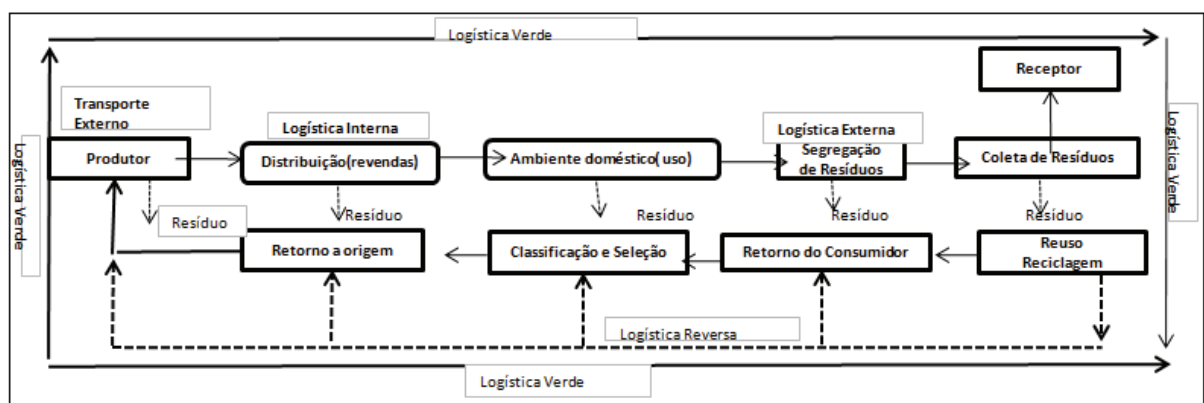 Logística Verde
Receptor
Transporte
Externo
Logística Interna
Logística Externa
Produtor
Distribuição(revendas)
Ambiente doméstico( uso)
Segregação
de Resíduos
Coleta de Resíduos
Logística Verde
Logística Verde
Resíduo
Resíduo
Resíduo
Resíduo
Resíduo
Retorno a origem
Classificação e Seleção
Retorno do Consumidor
Reuso
Reciclagem
Logística Reversa
Logística Verde